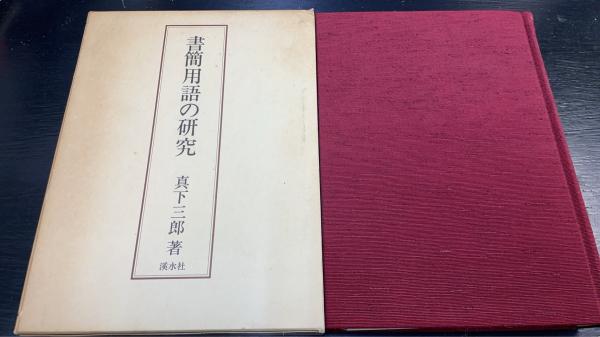 書簡用語の研究
真下三郎 著
溪水社